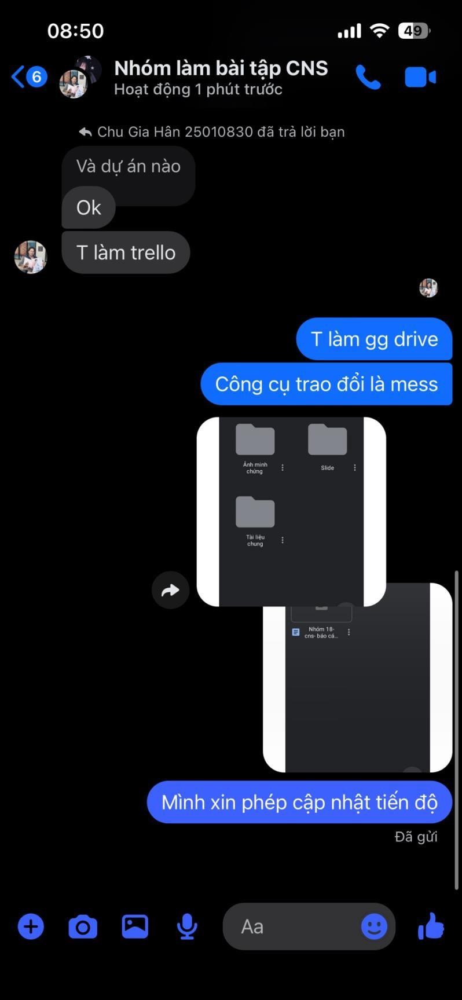 08:50
49
6
Nhóm làm bài tập CNS
Hoạt động 1 phút trước
Chu Gia Hân 25010830 đã trả lời bạn
Và dự án nào
Ok
T làm trello
T làm gg drive
Công cụ trao đổi là mess
Ảnh minh
chứng
Slide
Tài liệu
chung
Nhóm 18-
cns- báo cá...
Mình xin phép cập nhật tiến độ
Đã gửi
Aa